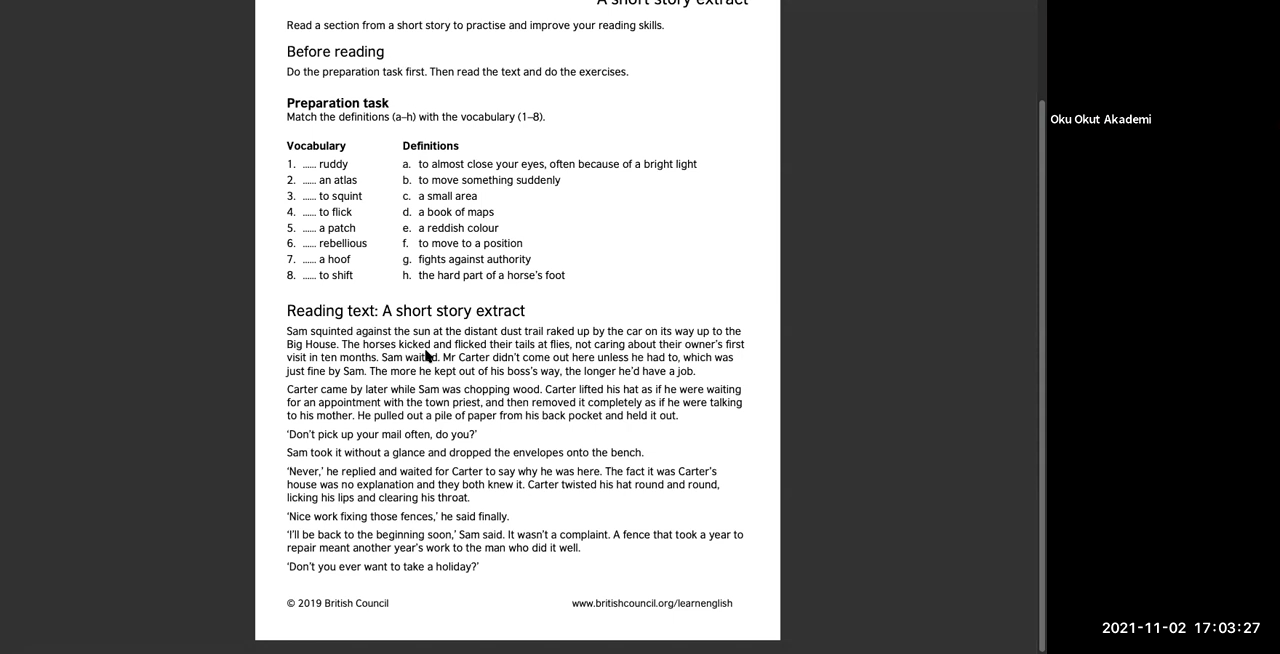 A short story extract
Read a section from a short story to practise and improve your reading skills.
Before reading
Do the preparation task first. Then read the text and do the exercises.
Preparation task
Match the definitions (a–h) with the vocabulary (1–8).
Vocabulary Definitions
1. ...... ruddy a. to almost close your eyes, often because of a bright light
2. ...... an atlas b. to move something suddenly
3. ...... to squint c. a small area
4. ...... to flick d. a book of maps
5. ...... a patch e. a reddish colour
6. ...... rebellious f. to move to a position
7. ...... a hoof g. fights against authority
8. ...... to shift h. the hard part of a horse's foot
Reading text: A short story extract
Sam squinted against the sun at the distant dust trail raked up by the car on its way up to the
Big House. The horses kicked and flicked their tails at flies, not caring about their owner's first
visit in ten months. Sam waited. Mr Carter didn't come out here unless he had to, which was
just fine by Sam. The more he kept out of his boss's way, the longer he'd have a job.
Carter came by later while Sam was chopping wood. Carter lifted his hat as if he were waiting
for an appointment with the town priest, and then removed it completely as if he were talking
to his mother. He pulled out a pile of paper from his back pocket and held it out.
'Don't pick up your mail often, do you?'
Sam took it without a glance and dropped the envelopes onto the bench.
'Never,' he replied and waited for Carter to say why he was here. The fact it was Carter's
house was no explanation and they both knew it. Carter twisted his hat round and round,
licking his lips and clearing his throat.
'Nice work fixing those fences,' he said finally.
'I'll be back to the beginning soon,' Sam said. It wasn't a complaint. A fence that took a year to
repair meant another year's work to the man who did it well.
'Don't you ever want to take a holiday?'
© 2019 British Council www.britishcouncil.org/learnenglish
Oku Okut Akademi
2021-11-02 17:03:27